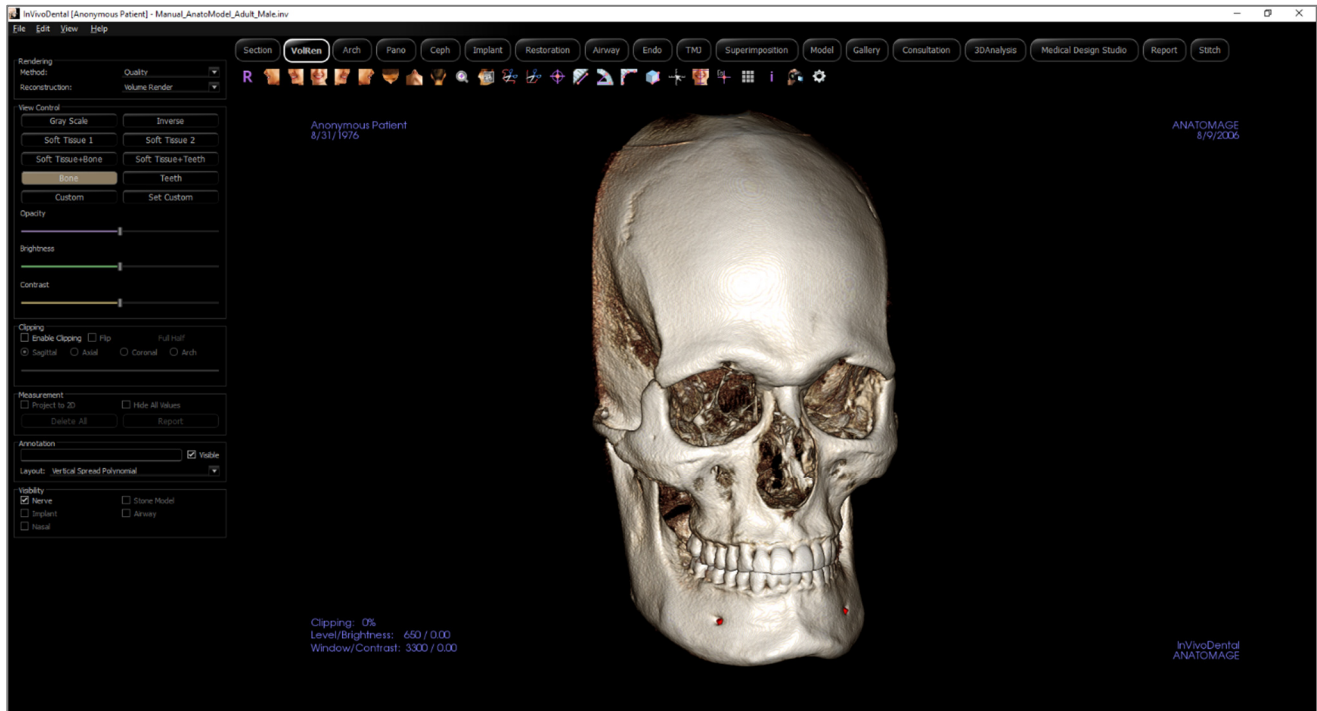 InVivoDental [Anonymous Patient] - Manual_AnatoModel_Adult_Male.inv
File Edit View Help
Section VolRen Arch Pano Ceph Implant Restoration Airway Endo TMJ Superimposition Model Gallery Consultation 3DAnalysis Medical Design Studio Report Stitch
Rendering
Method: Quality
Reconstruction: Volume Render
R i
View Control
Gray Scale Inverse
Soft Tissue 1 Soft Tissue 2
Soft Tissue+Bone Soft Tissue+Teeth
Bone Teeth
Custom Set Custom
Opacity
Brightness
Contrast
Clipping
Enable Clipping Flip Full Half
Sagittal Axial Coronal Arch
Measurement
Project to 2D Hide All Values
Delete All Report
Annotation
Visible
Layout: Vertical Spread Polynomial
Visibility
Nerve Stone Model
Implant Airway
Nasal
Anonymous Patient
8/31/1976
ANATOMAGE
8/9/2006
Clipping: 0%
Level/Brightness: 650 / 0.00
Window/Contrast: 3300 / 0.00
InVivoDental
ANATOMAGE